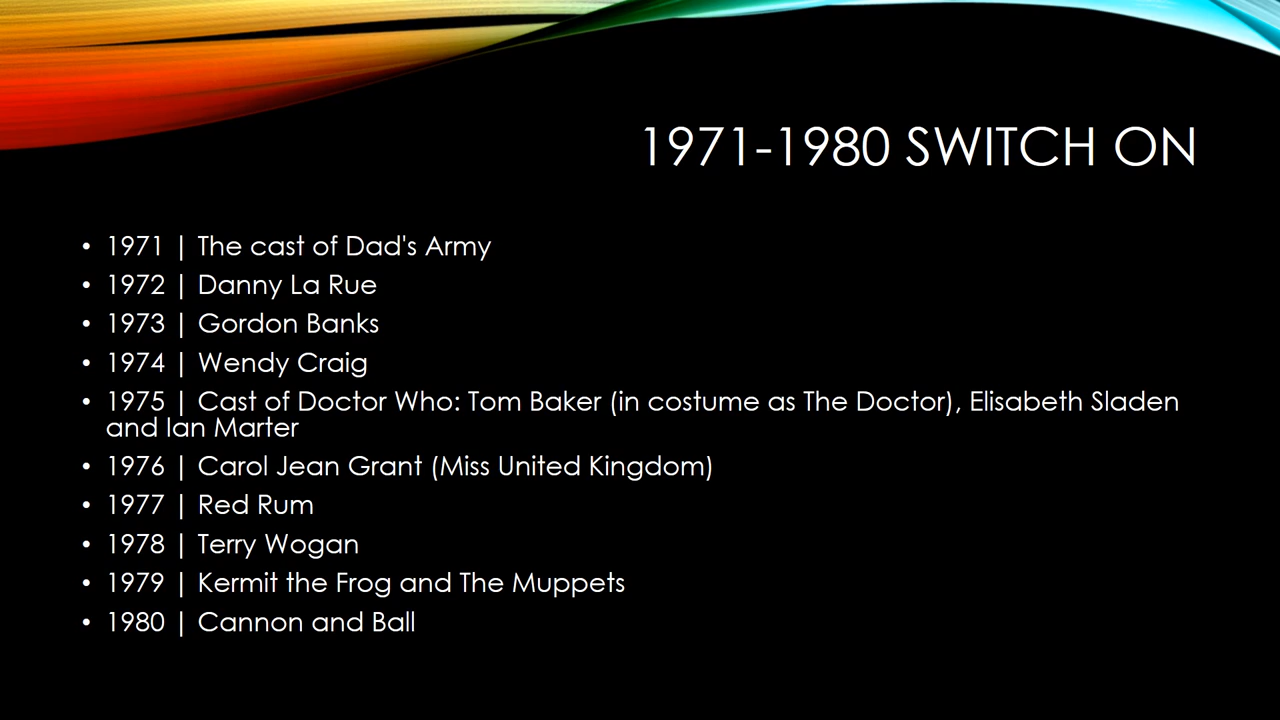 1971-1980 SWITCH ON
• 1971 | The cast of Dad's Army
• 1972 | Danny La Rue
• 1973 | Gordon Banks
• 1974 | Wendy Craig
• 1975 | Cast of Doctor Who: Tom Baker (in costume as The Doctor), Elisabeth Sladen
and Ian Marter
• 1976 | Carol Jean Grant (Miss United Kingdom)
• 1977 | Red Rum
• 1978 | Terry Wogan
• 1979 | Kermit the Frog and The Muppets
• 1980 | Cannon and Ball